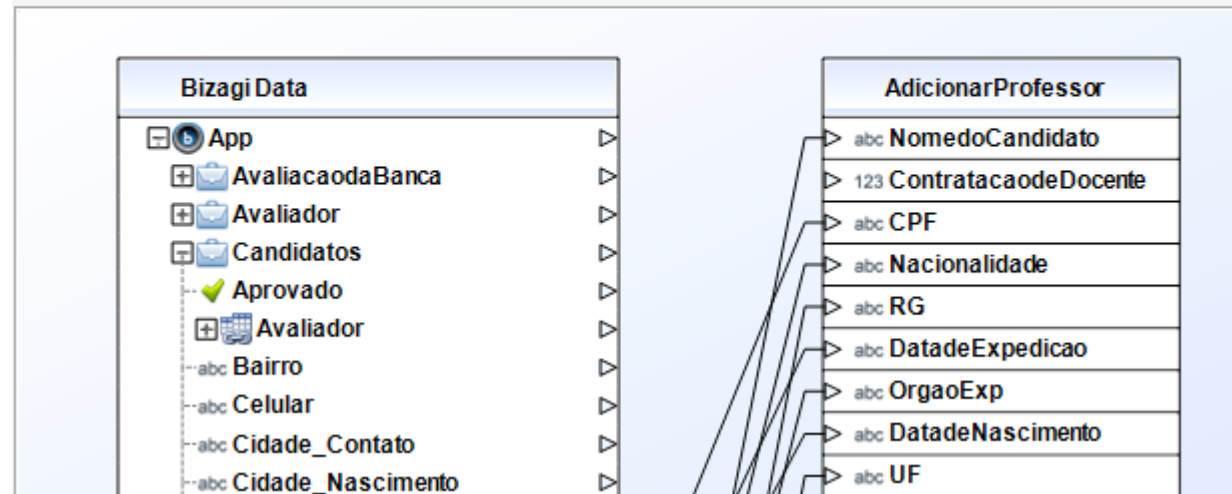 Bizagi Data
App
AvaliacaodaBanca
Avaliador
Candidatos
Aprovado
Avaliador
abc Bairro
abc Celular
abc Cidade_Contato
abc Cidade_Nascimento
AdicionarProfessor
abc NomedoCandidato
123 ContratacaodeDocente
abc CPF
abc Nacionalidade
abc RG
abc DatadeExpedicao
abc OrgaoExp
abc DatadeNascimento
abc UF